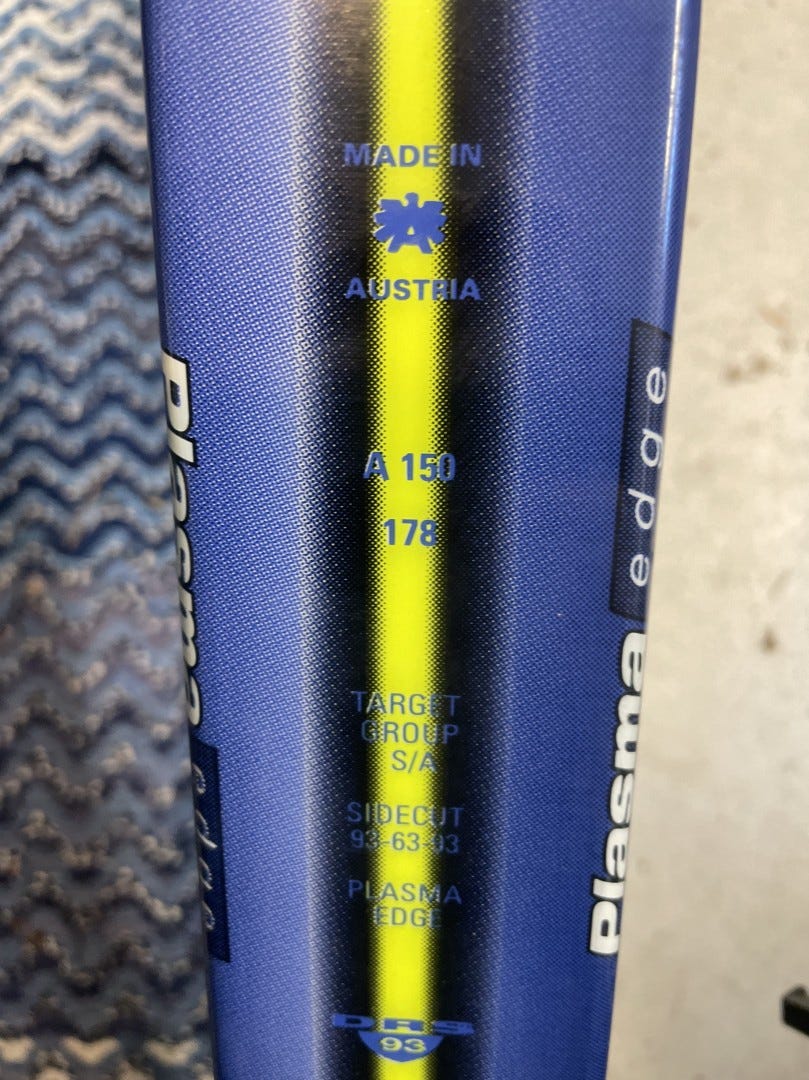 MADE IN
A
AUSTRIA
A 150
178
TARGET
GROUP
S/A
SIDECUT
93-63-93
PLASMA
EDGE
DRS
93
Plasma edge
Plasma edge